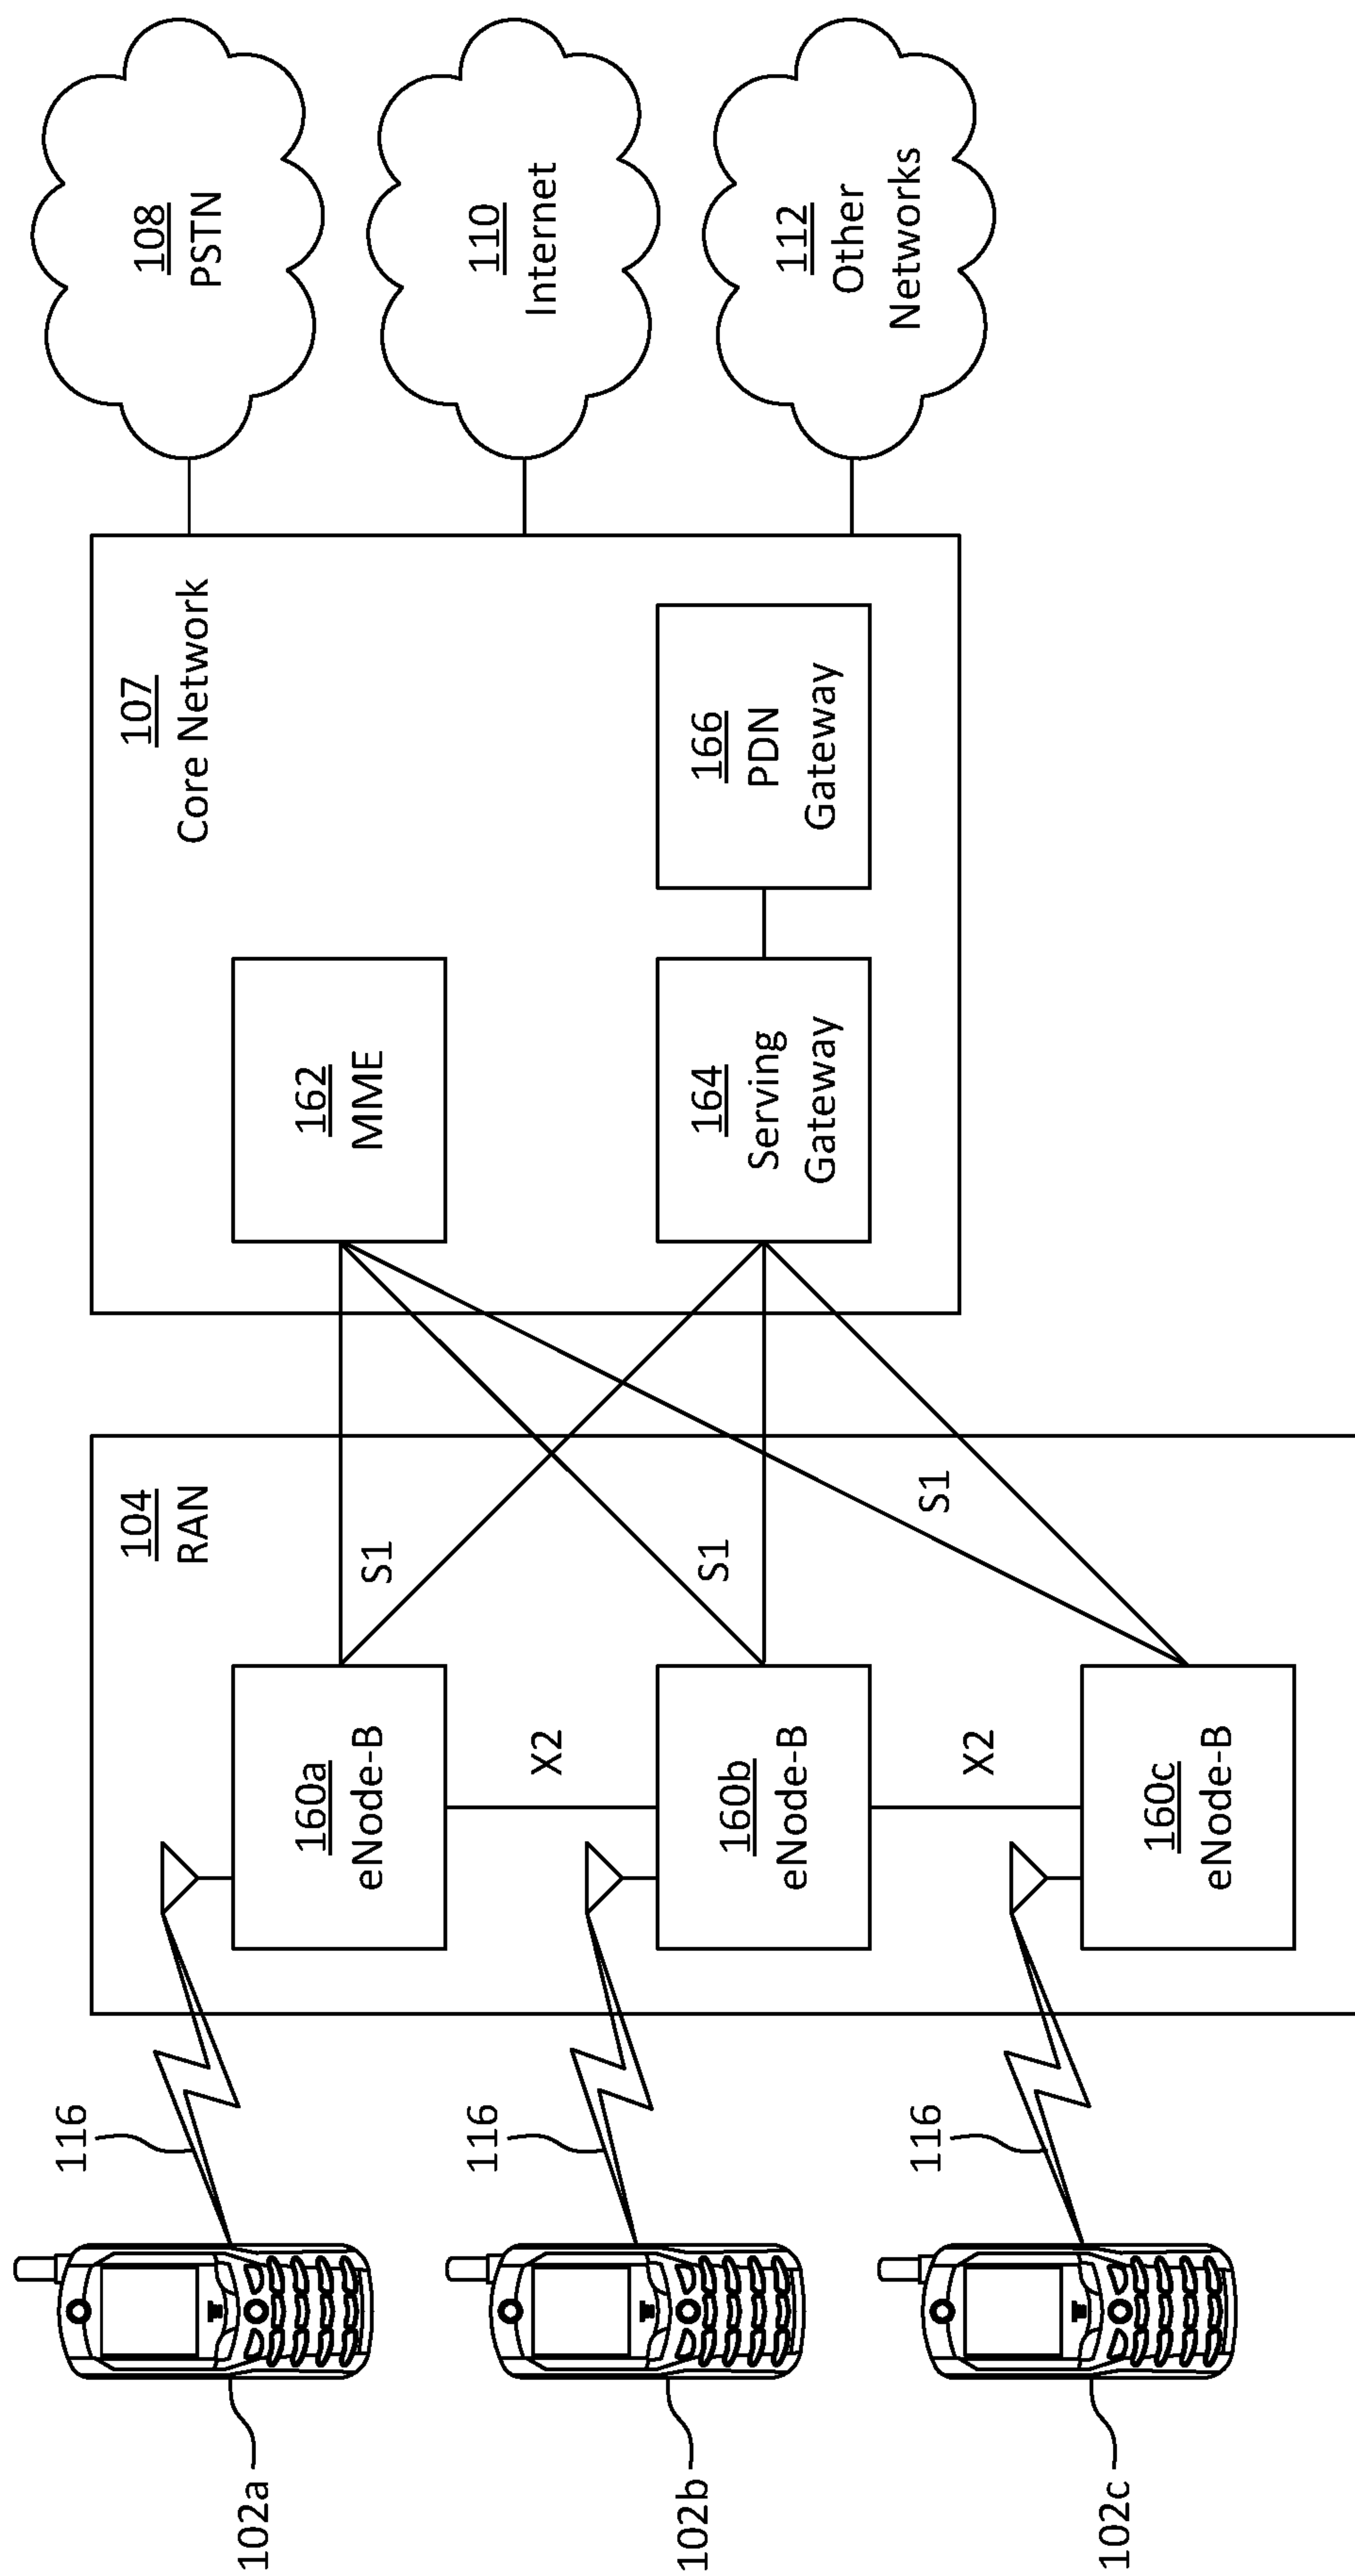 102a
116
160a
eNode-B
104
RAN
S1
162
MME
107
Core Network
108
PSTN
X2
102b
116
160b
eNode-B
S1
164
Serving
Gateway
166
PDN
Gateway
110
Internet
X2
102c
116
160c
eNode-B
S1
112
Other
Networks